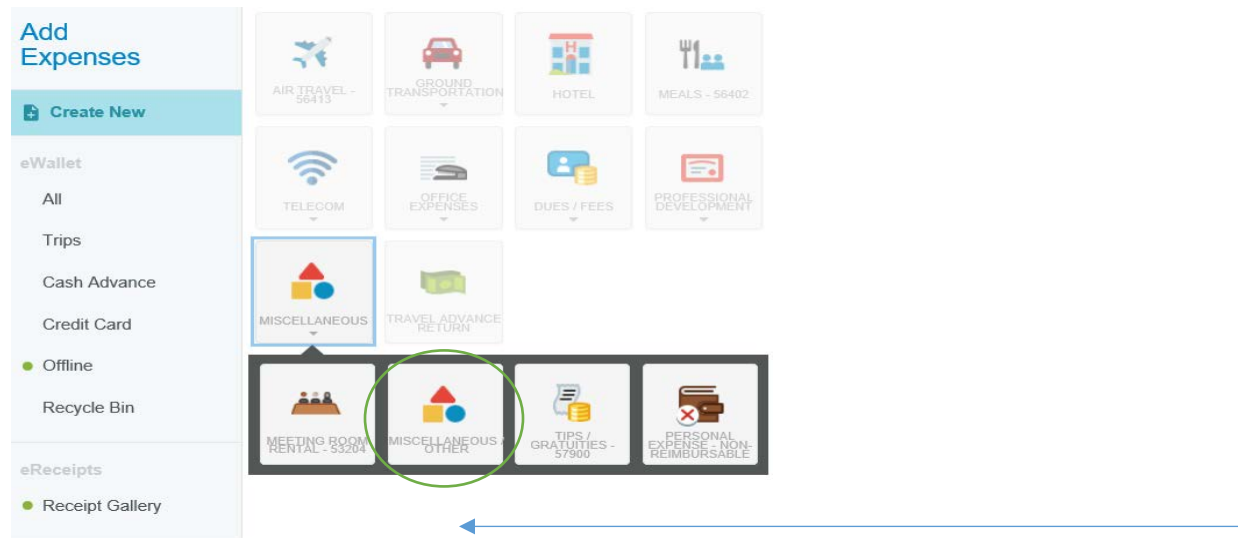 Add
Expenses
Create New
eWallet
All
Trips
Cash Advance
Credit Card
Offline
Recycle Bin
eReceipts
Receipt Gallery
AIR TRAVEL -
56413
GROUND
TRANSPORTATION
HOTEL
MEALS - 56402
TELECOM
OFFICE
EXPENSES
DUES / FEES
PROFESSIONAL
DEVELOPMENT
MISCELLANEOUS
TRAVEL ADVANCE
RETURN
MEETING ROOM
RENTAL - 53204
MISCELLANEOUS /
OTHER
TIPS /
GRATUITIES -
57900
PERSONAL
EXPENSE - NON-
REIMBURSABLE